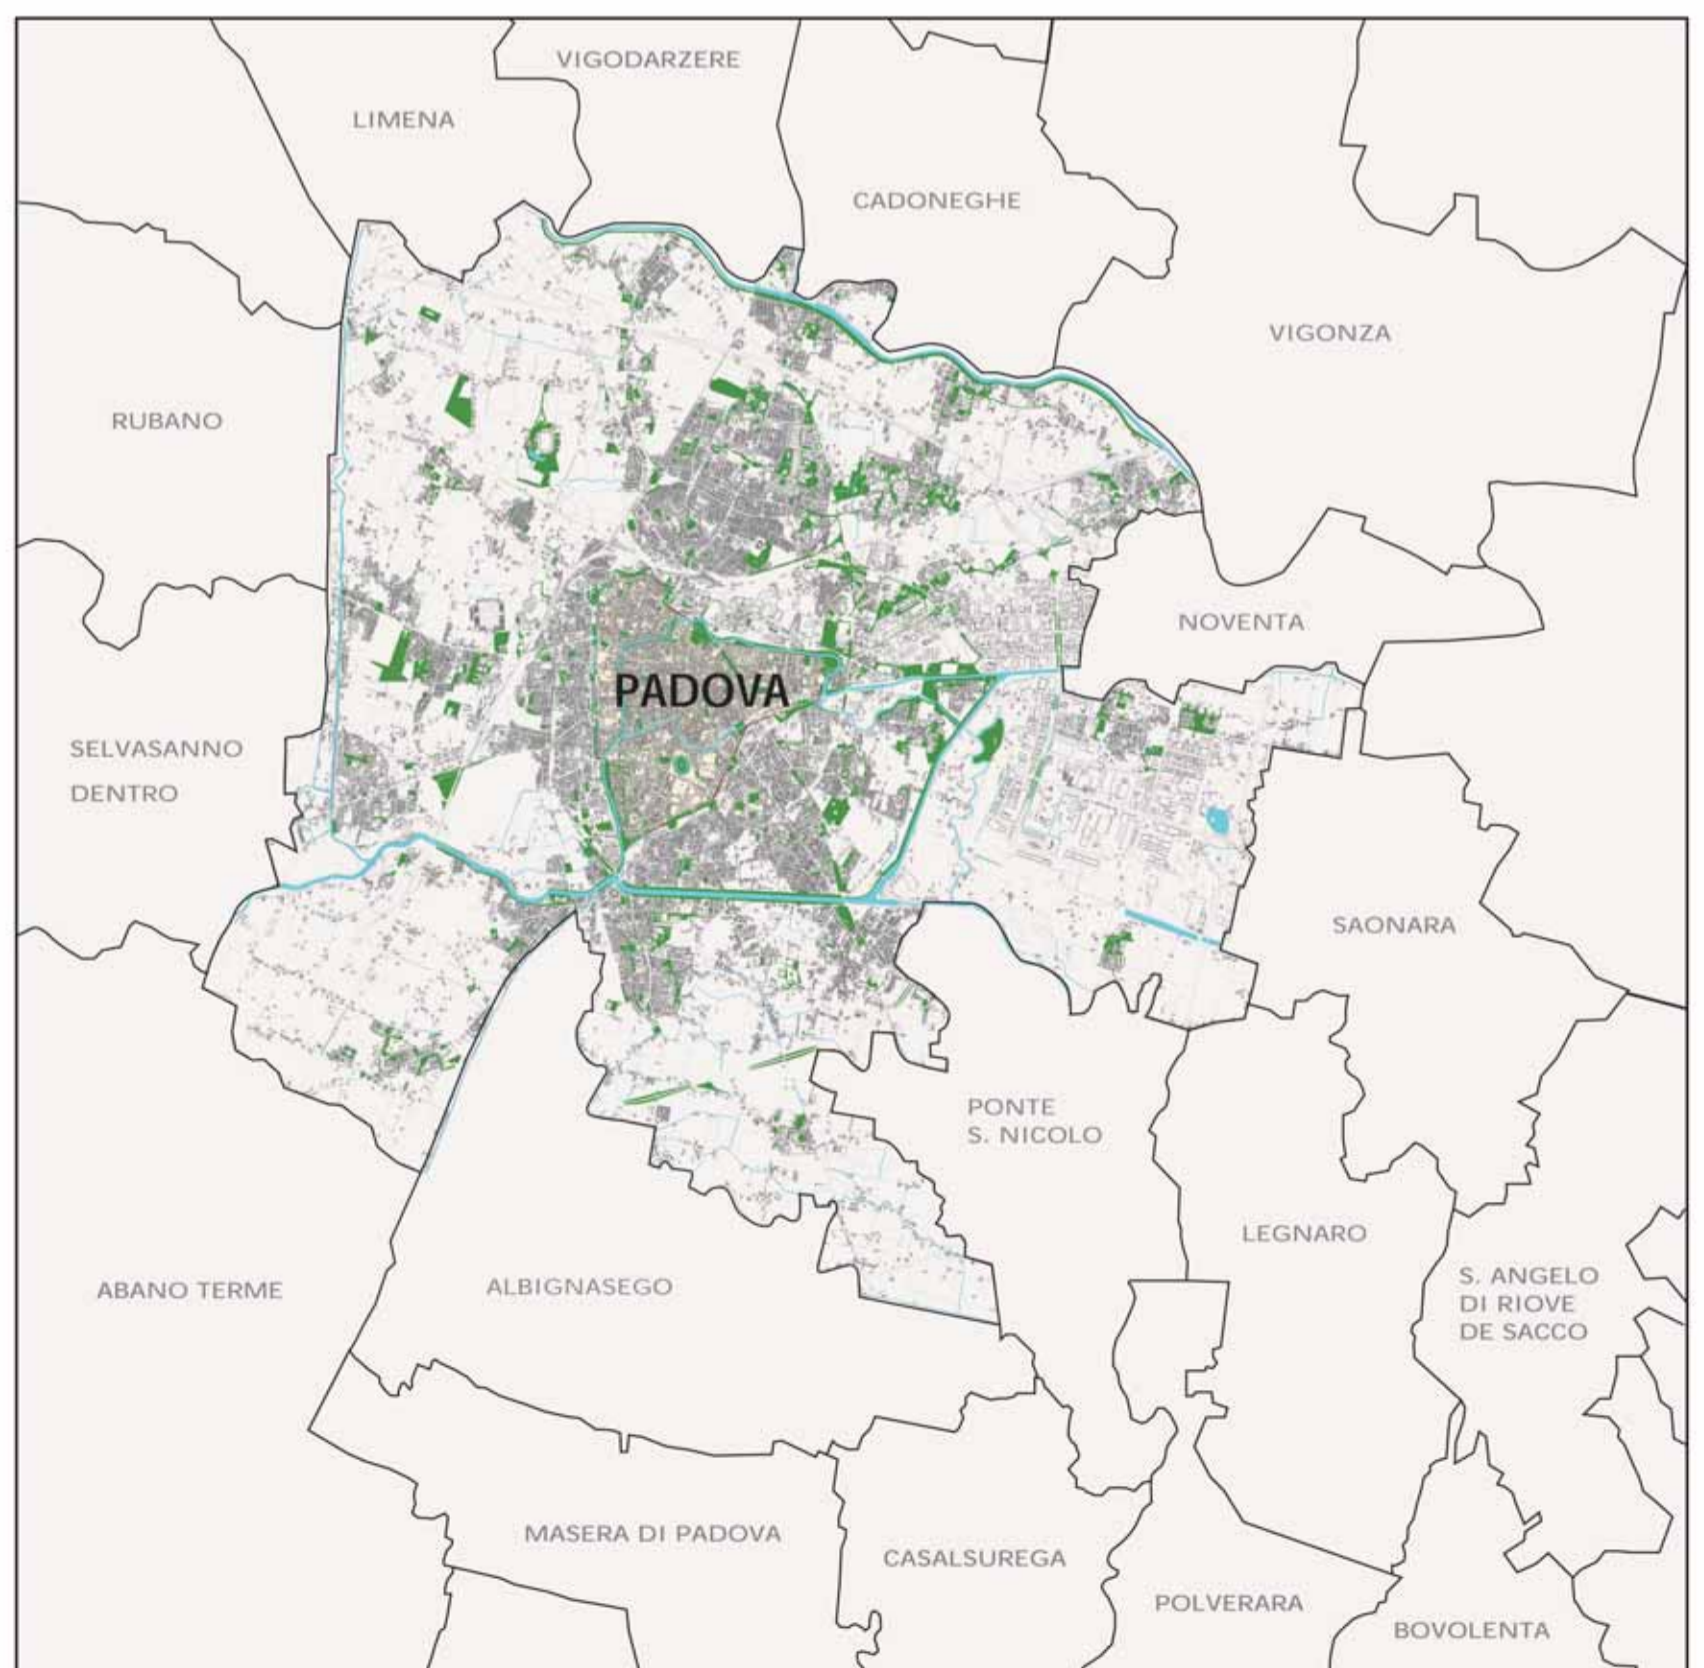 VIGODARZERE
LIMENA
CADONEGHE
VIGONZA
RUBANO
NOVENTA
PADOVA
SELVASANNO
DENTRO
SAONARA
PONTE
S. NICOLO
LEGNARO
ABANO TERME
ALBIGNASEGO
S. ANGELO
DI RIOVE
DE SACCO
MASERA DI PADOVA
CASALSUREGA
POLVERARA
BOVOLENTA